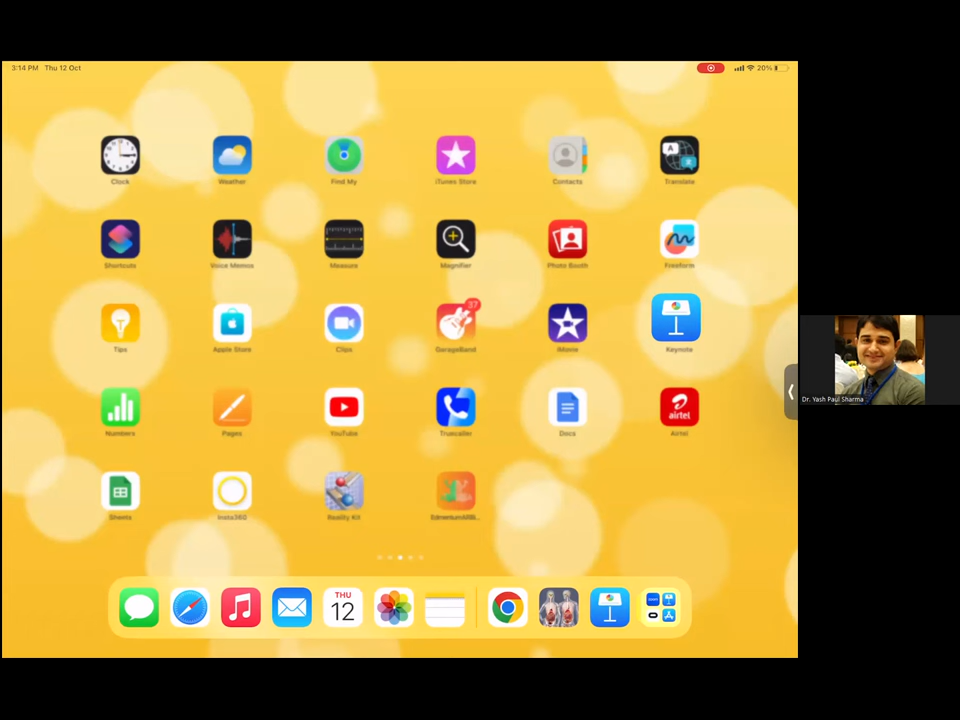 3:14 PM Thu 12 Oct 20%
Clock Weather Find My iTunes Store Contacts Translate
Shortcuts Voice Memos Measure Magnifier Photo Booth Freeform
37
Tips Apple Store Clips GarageBand iMovie Keynote
airtel
Numbers Pages YouTube Truecaller Docs Airtel
Sheets Insta360 Reality Kit
THU
12
Dr. Yash Paul Sharma